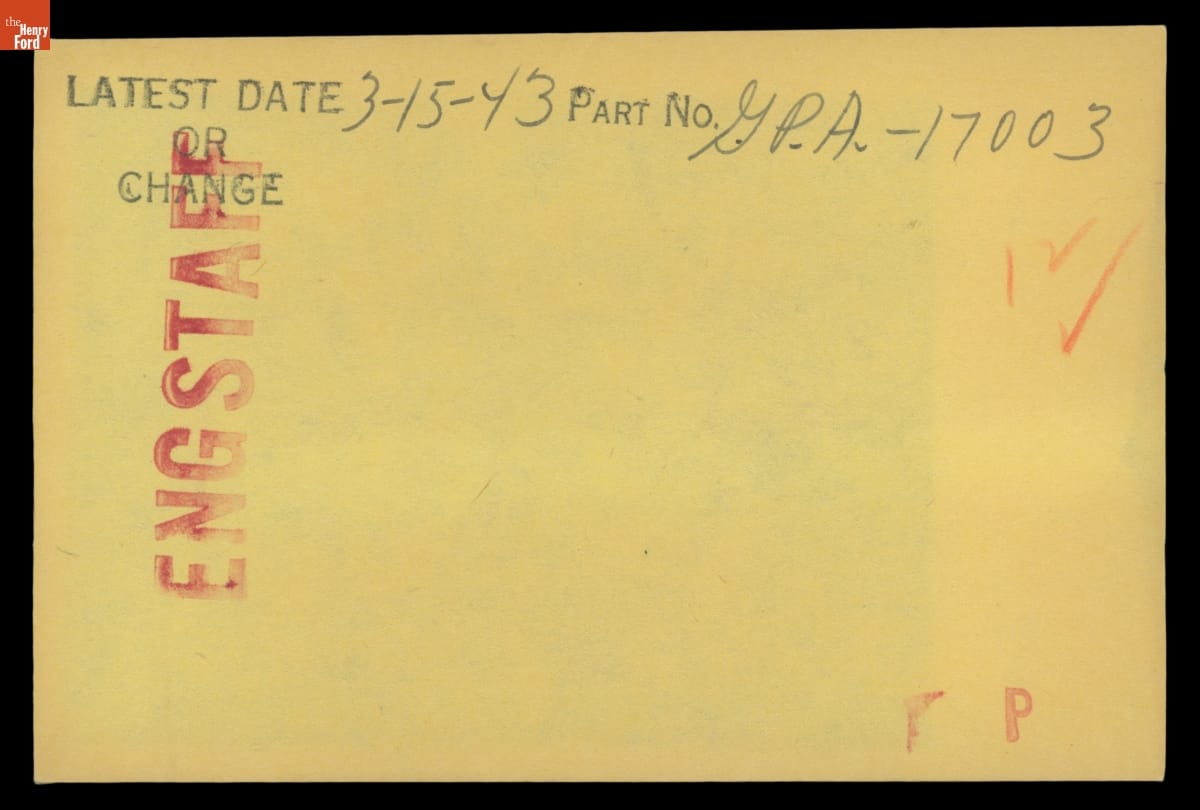 the
Henry
Ford
LATEST DATE 3-15-43 PART NO. G.P.A.-17003
OR
CHANGE
ENGSTAFF
P